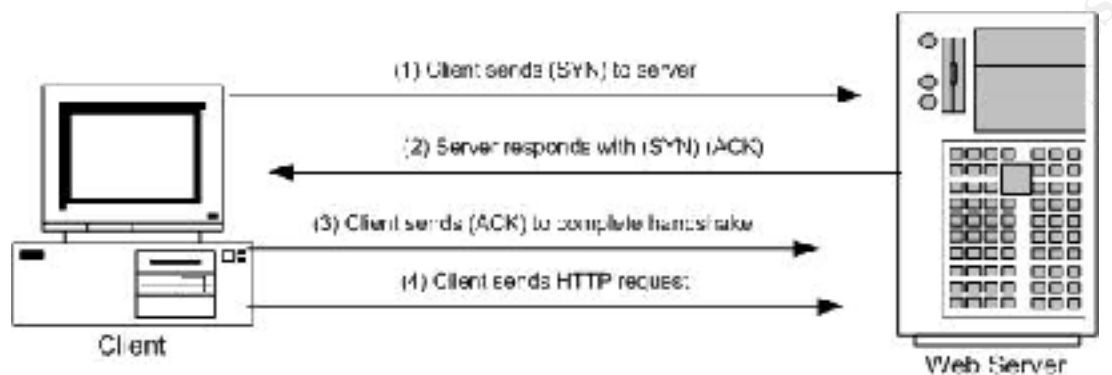 (1) Client sends (SYN) to server
(2) Server responds with (SYN) (ACK)
(3) Client sends (ACK) to complete handshake
(4) Client sends HTTP request
Client
Web Server